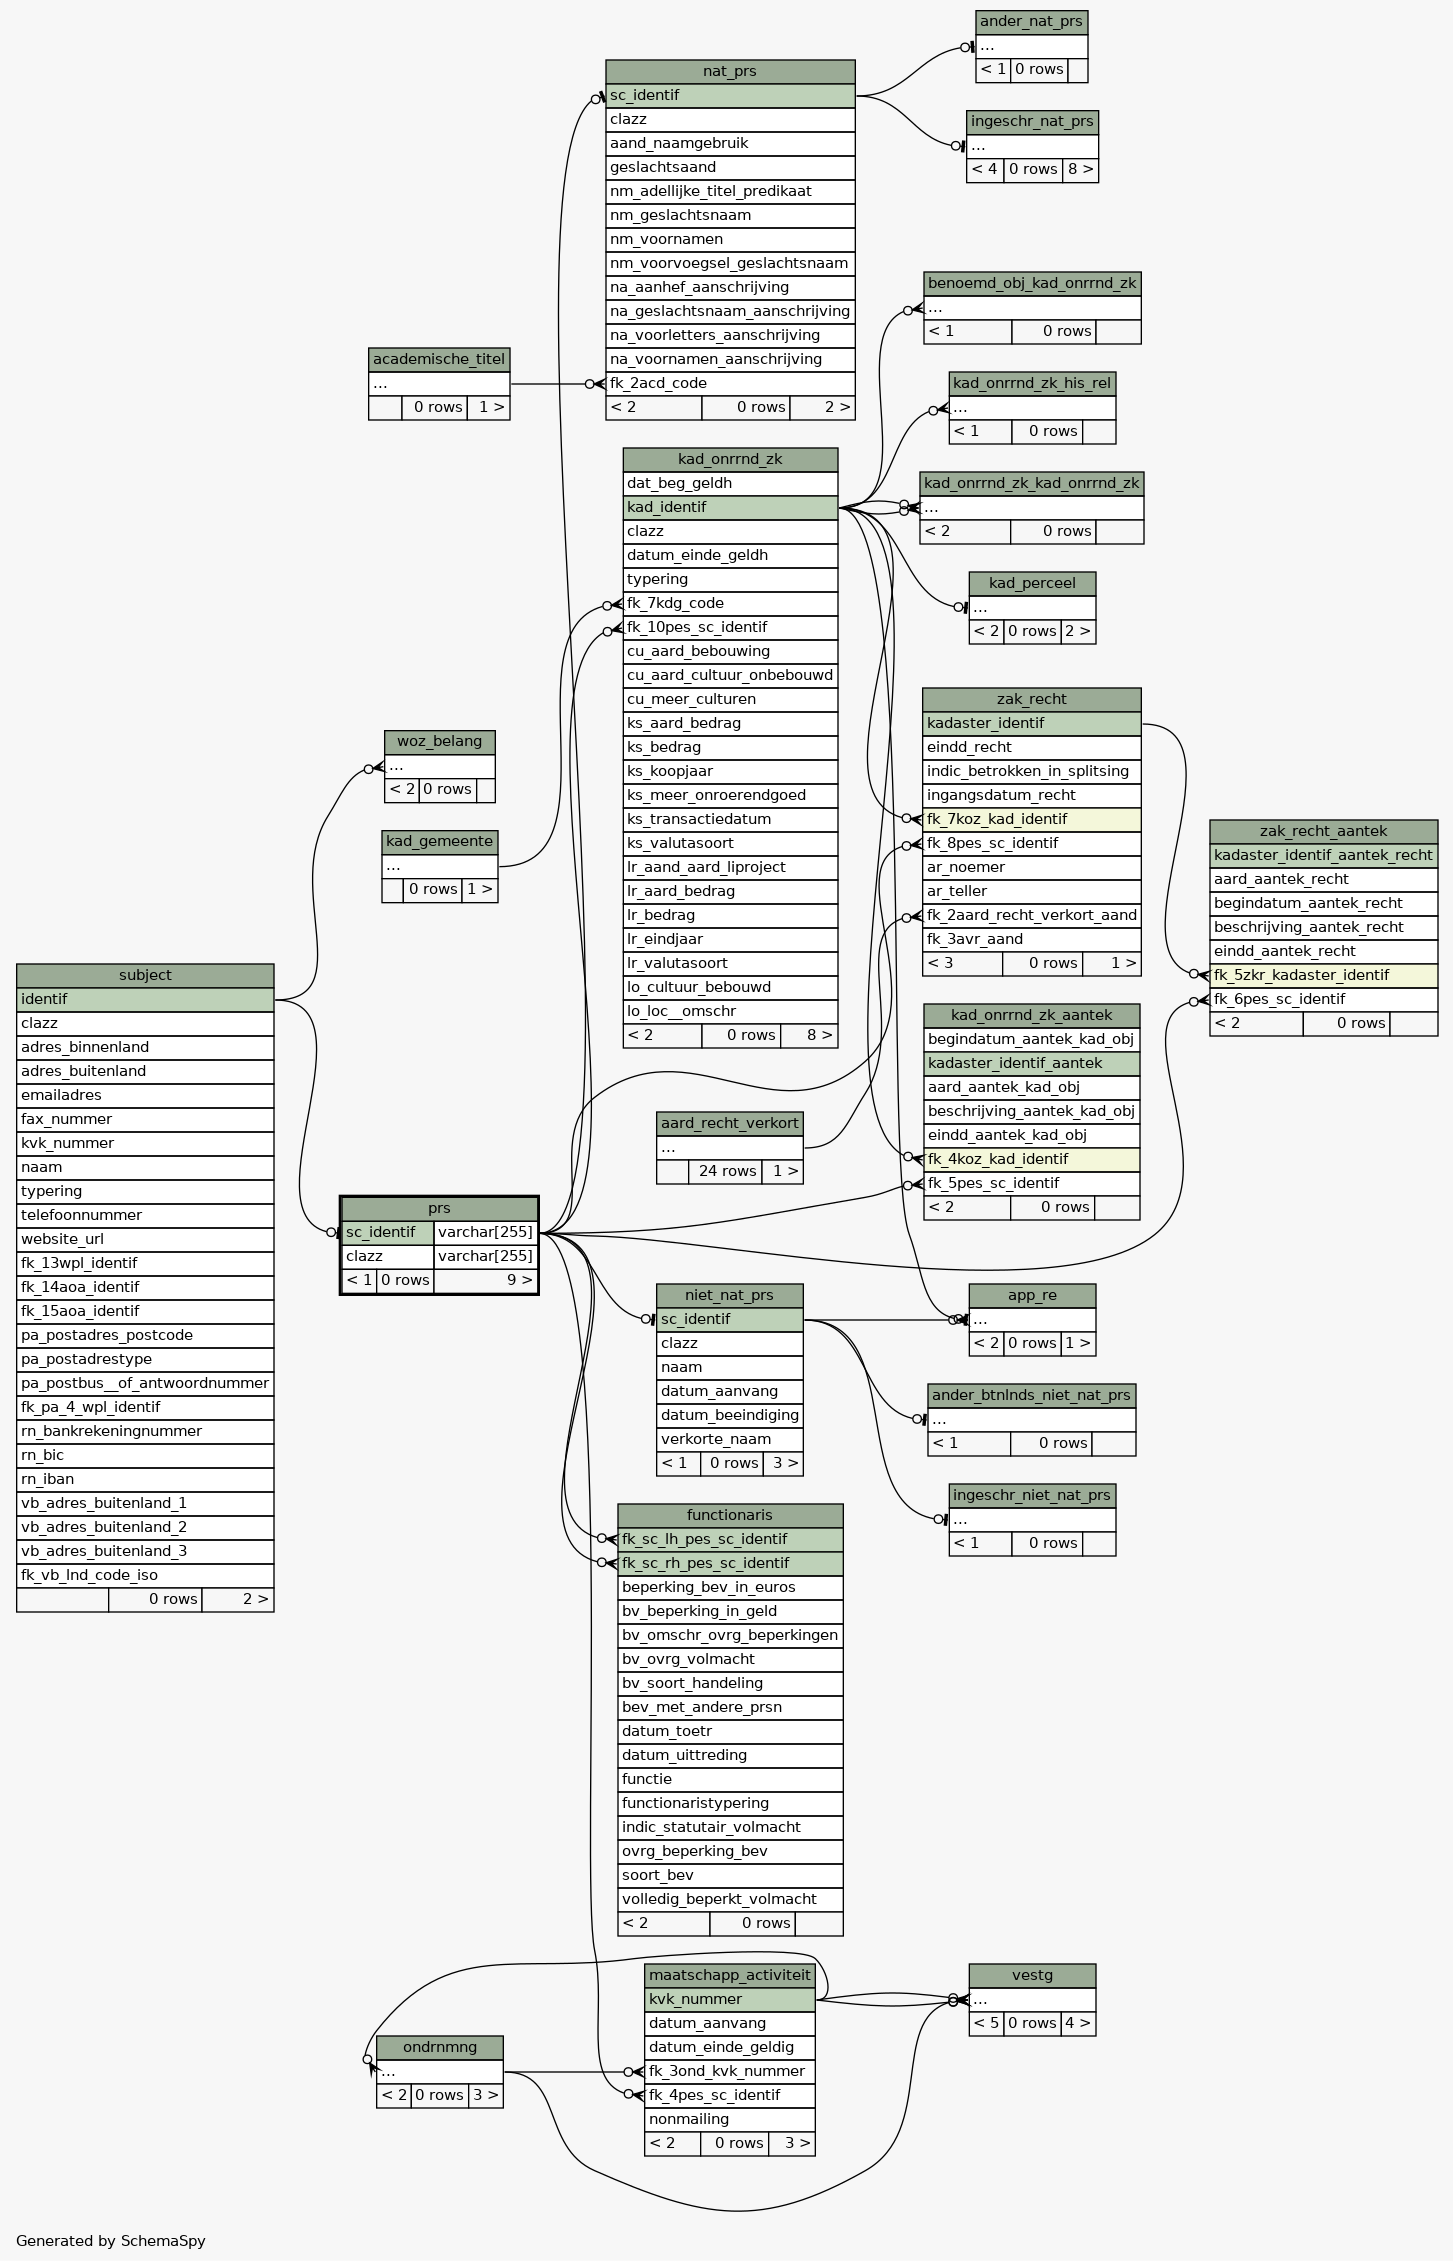 ander_nat_prs
...
< 1 0 rows
nat_prs
sc_identif
clazz
aand_naamgebruik
geslachtsaand
nm_adellijke_titel_predikaat
nm_geslachtsnaam
nm_voornamen
nm_voorvoegsel_geslachtsnaam
na_aanhef_aanschrijving
na_geslachtsnaam_aanschrijving
na_voorletters_aanschrijving
na_voornamen_aanschrijving
fk_2acd_code
< 2 0 rows 2 >
ingeschr_nat_prs
...
< 4 0 rows 8 >
benoemd_obj_kad_onrrnd_zk
...
< 1 0 rows
academische_titel
...
0 rows 1 >
kad_onrrnd_zk_his_rel
...
< 1 0 rows
kad_onrrnd_zk
dat_beg_geldh
kad_identif
clazz
datum_einde_geldh
typering
fk_7kdg_code
fk_10pes_sc_identif
cu_aard_bebouwing
cu_aard_cultuur_onbebouwd
cu_meer_culturen
ks_aard_bedrag
ks_bedrag
ks_koopjaar
ks_meer_onroerendgoed
ks_transactiedatum
ks_valutasoort
lr_aand_aard_liproject
lr_aard_bedrag
lr_bedrag
lr_eindjaar
lr_valutasoort
lo_cultuur_bebouwd
lo_loc__omschr
< 2 0 rows 8 >
kad_onrrnd_zk_kad_onrrnd_zk
...
< 2 0 rows
kad_perceel
...
< 2 0 rows 2 >
zak_recht
kadaster_identif
eindd_recht
indic_betrokken_in_splitsing
ingangsdatum_recht
fk_7koz_kad_identif
fk_8pes_sc_identif
ar_noemer
ar_teller
fk_2aard_recht_verkort_aand
fk_3avr_aand
< 3 0 rows 1 >
woz_belang
...
< 2 0 rows
kad_gemeente
...
0 rows 1 >
zak_recht_aantek
kadaster_identif_aantek_recht
aard_aantek_recht
begindatum_aantek_recht
beschrijving_aantek_recht
eindd_aantek_recht
fk_5zkr_kadaster_identif
fk_6pes_sc_identif
< 2 0 rows
subject
identif
clazz
adres_binnenland
adres_buitenland
emailadres
fax_nummer
kvk_nummer
naam
typering
telefoonnummer
website_url
fk_13wpl_identif
fk_14aoa_identif
fk_15aoa_identif
pa_postadres_postcode
pa_postadrestype
pa_postbus__of_antwoordnummer
fk_pa_4_wpl_identif
rn_bankrekeningnummer
rn_bic
rn_iban
vb_adres_buitenland_1
vb_adres_buitenland_2
vb_adres_buitenland_3
fk_vb_lnd_code_iso
0 rows 2 >
kad_onrrnd_zk_aantek
begindatum_aantek_kad_obj
kadaster_identif_aantek
aard_aantek_kad_obj
beschrijving_aantek_kad_obj
eindd_aantek_kad_obj
fk_4koz_kad_identif
fk_5pes_sc_identif
< 2 0 rows
aard_recht_verkort
...
24 rows 1 >
prs
sc_identif varchar[255]
clazz varchar[255]
< 1 0 rows 9 >
niet_nat_prs
sc_identif
clazz
naam
datum_aanvang
datum_beeindiging
verkorte_naam
< 1 0 rows 3 >
app_re
...
< 2 0 rows 1 >
ander_btnlnds_niet_nat_prs
...
< 1 0 rows
ingeschr_niet_nat_prs
...
< 1 0 rows
functionaris
fk_sc_lh_pes_sc_identif
fk_sc_rh_pes_sc_identif
beperking_bev_in_euros
bv_beperking_in_geld
bv_omschr_ovrg_beperkingen
bv_ovrg_volmacht
bv_soort_handeling
bev_met_andere_prsn
datum_toetr
datum_uittreding
functie
functionaristypering
indic_statutair_volmacht
ovrg_beperking_bev
soort_bev
volledig_beperkt_volmacht
< 2 0 rows
maatschapp_activiteit
kvk_nummer
datum_aanvang
datum_einde_geldig
fk_3ond_kvk_nummer
fk_4pes_sc_identif
nonmailing
< 2 0 rows 3 >
vestg
...
< 5 0 rows 4 >
ondrnmng
...
< 2 0 rows 3 >
Generated by SchemaSpy